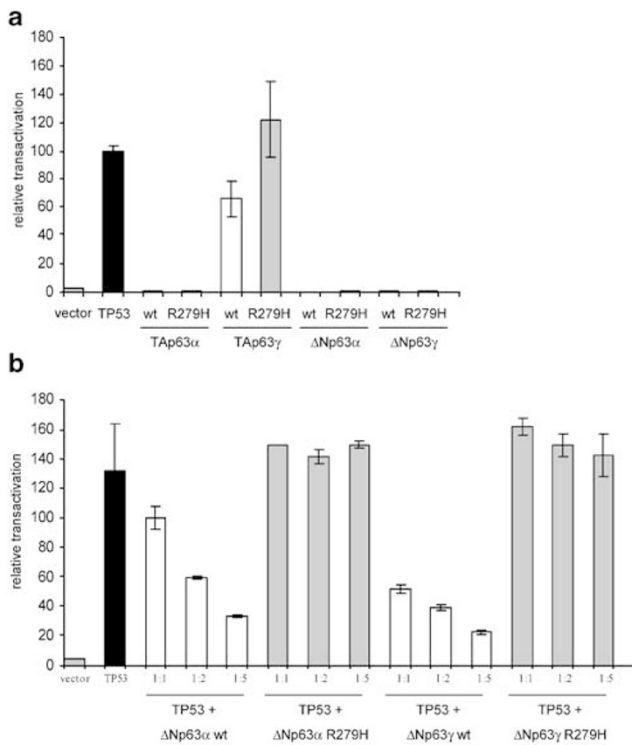 a
180
160
140
120
100
80
60
40
20
0
relative transactivation
vector TP53 wt R279H wt R279H wt R279H wt R279H
TAp63α TAp63γ ΔNp63α ΔNp63γ
b
180
160
140
120
100
80
60
40
20
0
relative transactivation
vector TP53 1:1 1:2 1:5 1:1 1:2 1:5 1:1 1:2 1:5 1:1 1:2 1:5
TP53 + TP53 + TP53 + TP53 +
ΔNp63α wt ΔNp63α R279H ΔNp63γ wt ΔNp63γ R279H